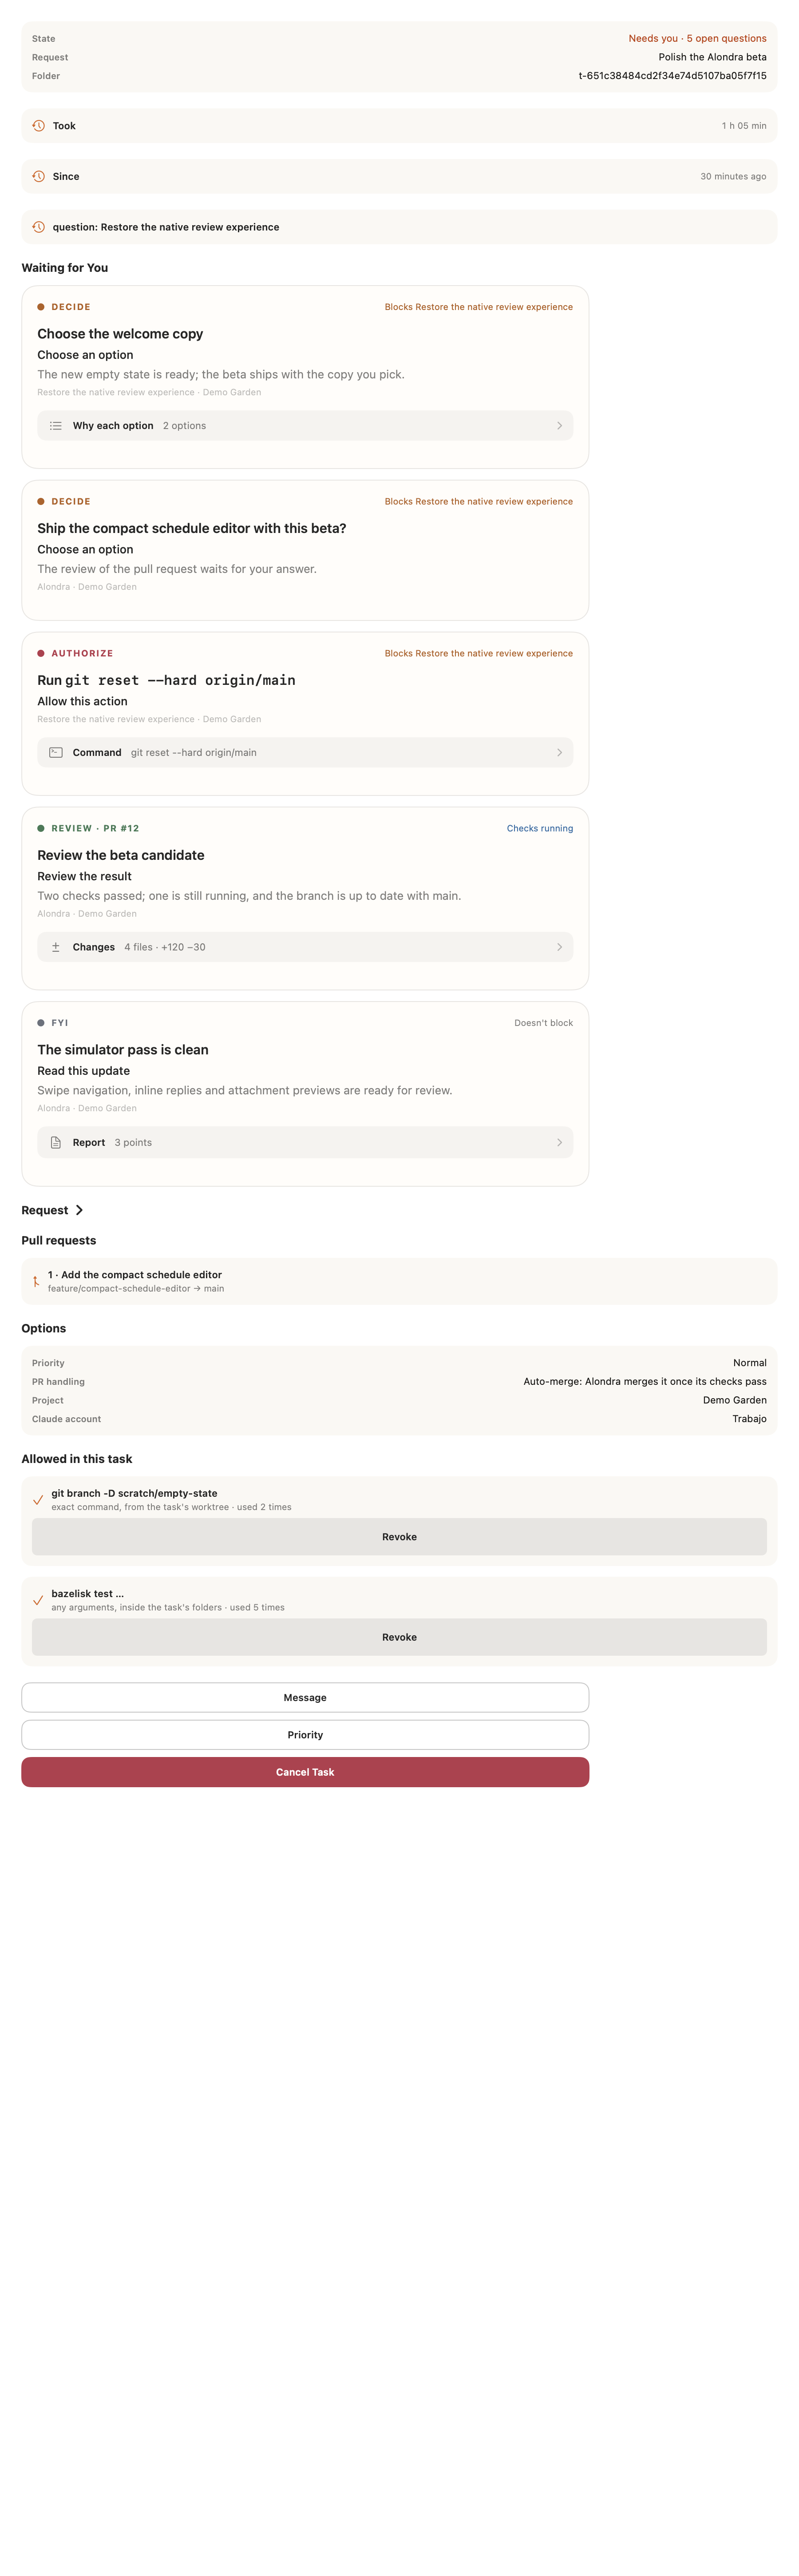 State
Needs you · 5 open questions
Request
Polish the Alondra beta
Folder
t-651c38484cd2f34e74d5107ba05f7f15
Took
1 h 05 min
Since
30 minutes ago
question: Restore the native review experience
Waiting for You
DECIDE
Blocks Restore the native review experience
Choose the welcome copy
Choose an option
The new empty state is ready; the beta ships with the copy you pick.
Restore the native review experience · Demo Garden
Why each option 2 options
DECIDE
Blocks Restore the native review experience
Ship the compact schedule editor with this beta?
Choose an option
The review of the pull request waits for your answer.
Alondra · Demo Garden
AUTHORIZE
Blocks Restore the native review experience
Run git reset --hard origin/main
Allow this action
Restore the native review experience · Demo Garden
Command git reset --hard origin/main
REVIEW · PR #12
Checks running
Review the beta candidate
Review the result
Two checks passed; one is still running, and the branch is up to date with main.
Alondra · Demo Garden
Changes 4 files · +120 −30
FYI
Doesn't block
The simulator pass is clean
Read this update
Swipe navigation, inline replies and attachment previews are ready for review.
Alondra · Demo Garden
Report 3 points
Request
Pull requests
1 · Add the compact schedule editor
feature/compact-schedule-editor → main
Options
Priority
Normal
PR handling
Auto-merge: Alondra merges it once its checks pass
Project
Demo Garden
Claude account
Trabajo
Allowed in this task
git branch -D scratch/empty-state
exact command, from the task's worktree · used 2 times
Revoke
bazelisk test ...
any arguments, inside the task's folders · used 5 times
Revoke
Message
Priority
Cancel Task